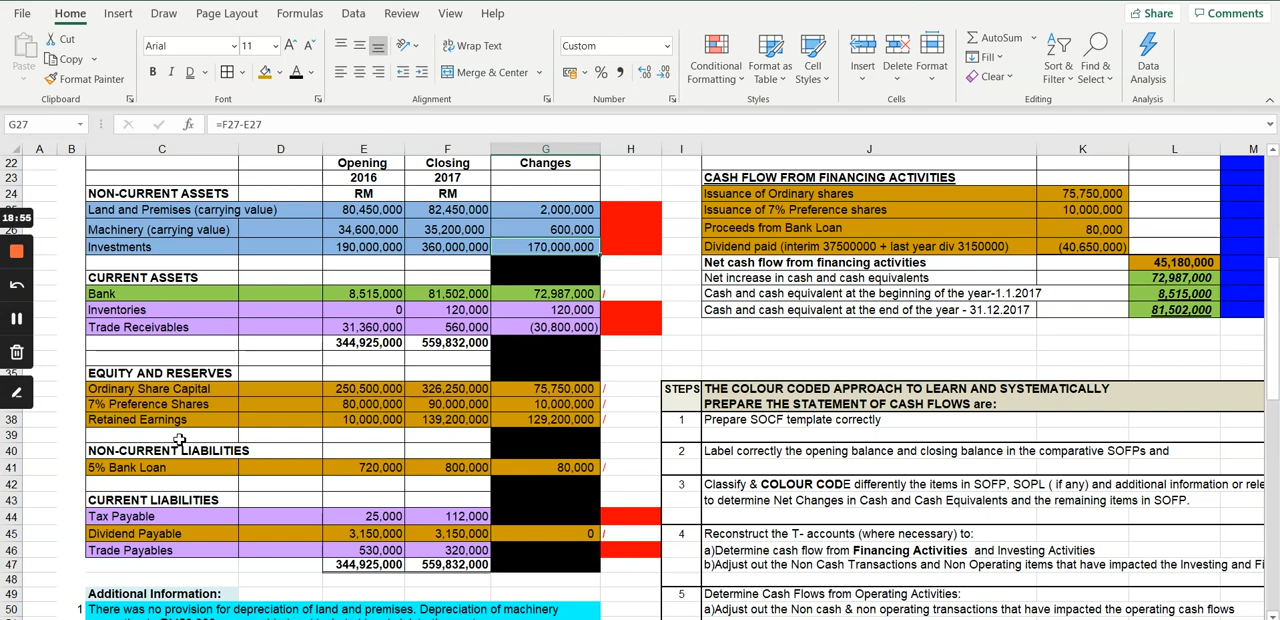 File Home Insert Draw Page Layout Formulas Data Review View Help Share Comments
Cut
Copy
Format Painter
Paste
Arial 11 A A
B I D A
Wrap Text
Merge & Center
Custom
% 9
Conditional Formatting
Format as Table
Cell Styles
Insert Delete Format
AutoSum
Fill
Clear
Sort & Filter
Find & Select
Data Analysis
Clipboard Font Alignment Number Styles Cells Editing Analysis
G27 fx =F27-E27
A B C D E F G H I J K L M
22 Opening Closing Changes
23 2016 2017 CASH FLOW FROM FINANCING ACTIVITIES
24 NON-CURRENT ASSETS RM RM Issuance of Ordinary shares 75,750,000
Land and Premises (carrying value) 80,450,000 82,450,000 2,000,000 Issuance of 7% Preference shares 10,000,000
Machinery (carrying value) 34,600,000 35,200,000 600,000 Proceeds from Bank Loan 80,000
Investments 190,000,000 360,000,000 170,000,000 Dividend paid (interim 37500000 + last year div 3150000) (40,650,000)
18:55
Net cash flow from financing activities 45,180,000
CURRENT ASSETS Net increase in cash and cash equivalents 72,987,000
Bank 8,515,000 81,502,000 72,987,000 / Cash and cash equivalent at the beginning of the year-1.1.2017 8,515,000
Inventories 0 120,000 120,000 Cash and cash equivalent at the end of the year - 31.12.2017 81,502,000
Trade Receivables 31,360,000 560,000 (30,800,000)
344,925,000 559,832,000
35 EQUITY AND RESERVES
Ordinary Share Capital 250,500,000 326,250,000 75,750,000 / STEPS THE COLOUR CODED APPROACH TO LEARN AND SYSTEMATICALLY
7% Preference Shares 80,000,000 90,000,000 10,000,000 / PREPARE THE STATEMENT OF CASH FLOWS are:
38 Retained Earnings 10,000,000 139,200,000 129,200,000 / 1 Prepare SOCF template correctly
39
40 NON-CURRENT LIABILITIES 2 Label correctly the opening balance and closing balance in the comparative SOFPs and
41 5% Bank Loan 720,000 800,000 80,000 /
42 3 Classify & COLOUR CODE differently the items in SOFP, SOPL ( if any) and additional information or rele
43 CURRENT LIABILITIES to determine Net Changes in Cash and Cash Equivalents and the remaining items in SOFP.
44 Tax Payable 25,000 112,000
45 Dividend Payable 3,150,000 3,150,000 0 / 4 Reconstruct the T- accounts (where necessary) to:
46 Trade Payables 530,000 320,000 a)Determine cash flow from Financing Activities and Investing Activities
47 344,925,000 559,832,000 b)Adjust out the Non Cash Transactions and Non Operating items that have impacted the Investing and Fi
48
49 Additional Information: 5 Determine Cash Flows from Operating Activities:
50 1 There was no provision for depreciation of land and premises. Depreciation of machinery a)Adjust out the Non cash & non operating transactions that have impacted the operating cash flows